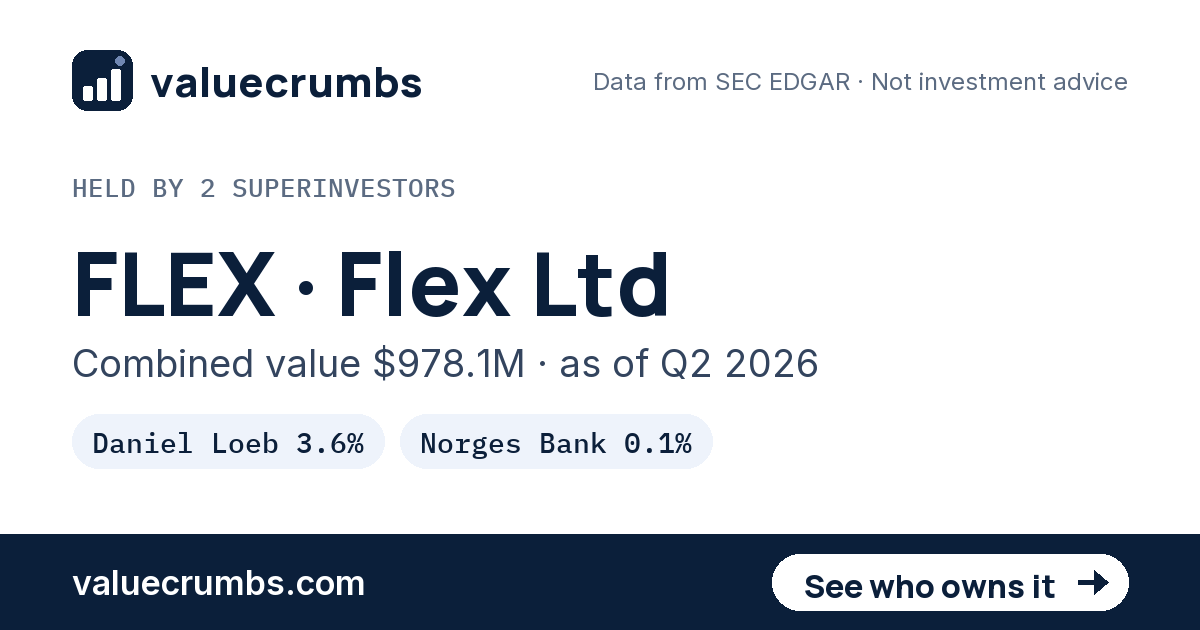 valuecrumbs
Data from SEC EDGAR · Not investment advice
HELD BY 2 SUPERINVESTORS
FLEX · Flex Ltd
Combined value $978.1M · as of Q2 2026
Daniel Loeb 3.6%
Norges Bank 0.1%
valuecrumbs.com
See who owns it →